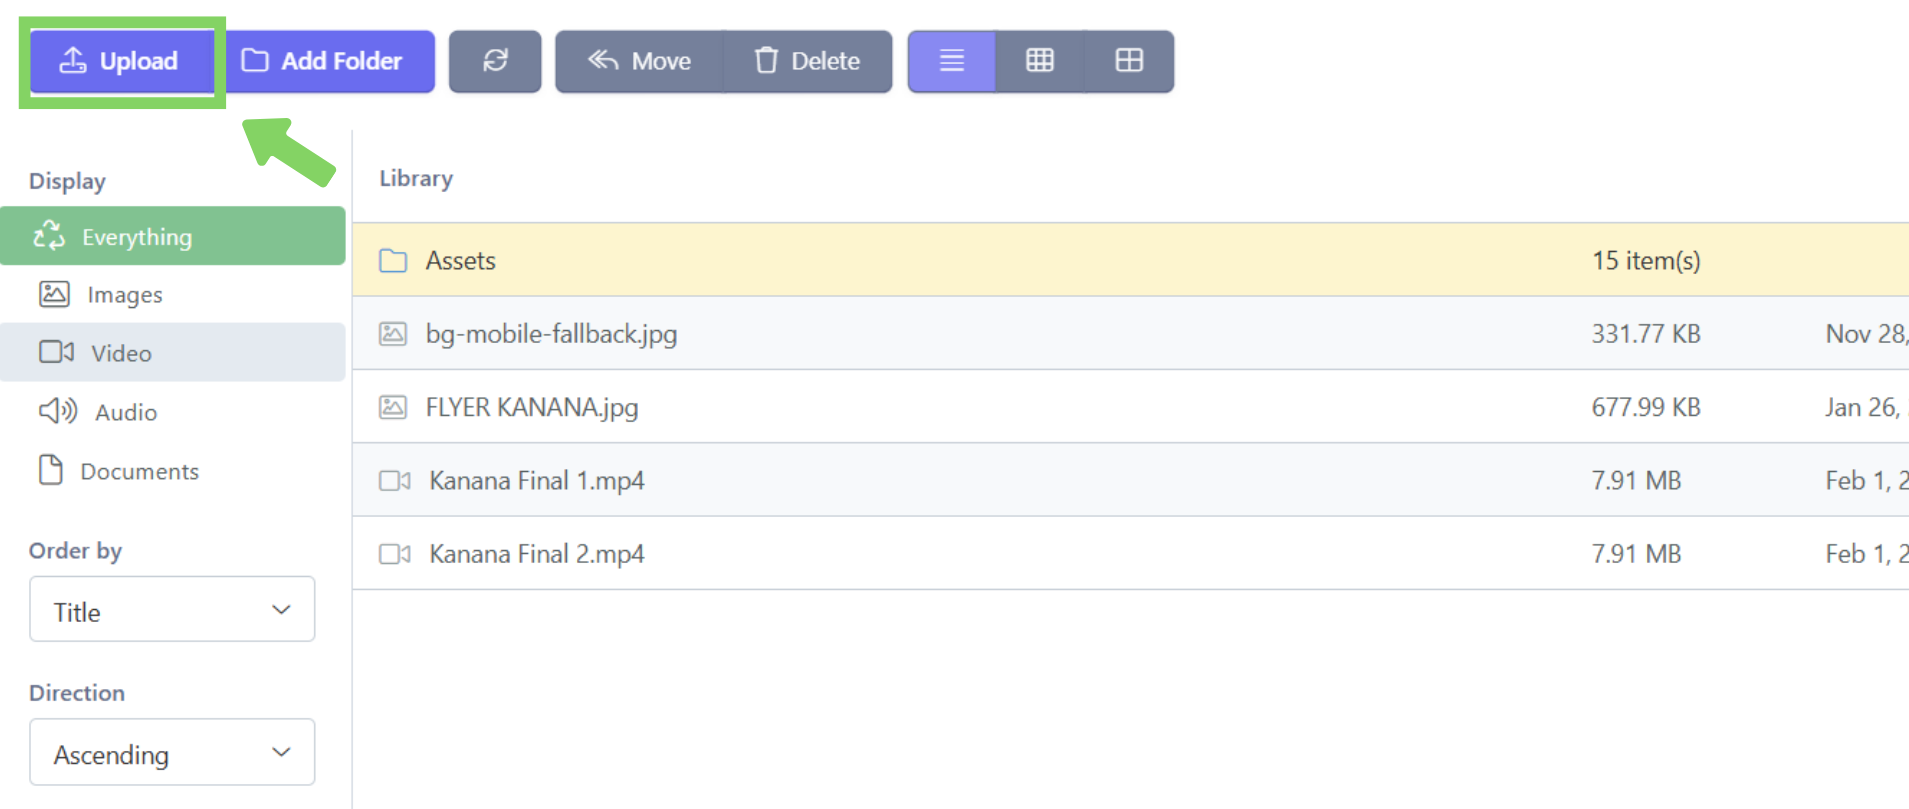 Upload Add Folder Move Delete
Display
Everything
Images
Video
Audio
Documents
Order by
Title
Direction
Ascending
Library
Assets 15 item(s)
bg-mobile-fallback.jpg 331.77 KB Nov 28,
FLYER KANANA.jpg 677.99 KB Jan 26,
Kanana Final 1.mp4 7.91 MB Feb 1, 2
Kanana Final 2.mp4 7.91 MB Feb 1, 2